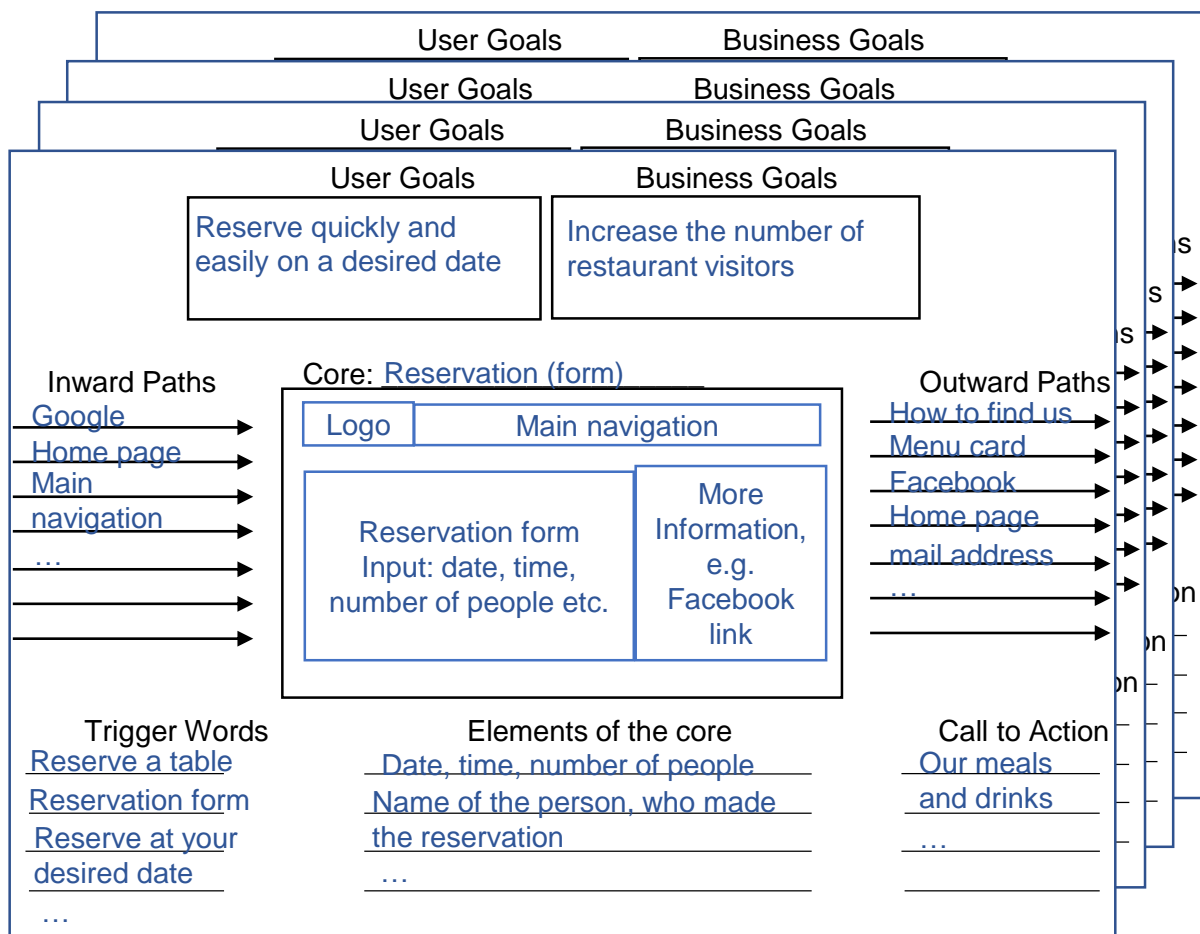 User Goals Business Goals
User Goals Business Goals
User Goals Business Goals
User Goals Business Goals
Reserve quickly and
easily on a desired date
Increase the number of
restaurant visitors
Inward Paths
Google
Home page
Main
navigation
…
Core: Reservation (form)
Logo
Main navigation
Reservation form
Input: date, time,
number of people etc.
More
Information,
e.g.
Facebook
link
Outward Paths
How to find us
Menu card
Facebook
Home page
mail address
…
Trigger Words
Reserve a table
Reservation form
Reserve at your
desired date
…
Elements of the core
Date, time, number of people
Name of the person, who made
the reservation
…
Call to Action
Our meals
and drinks
…